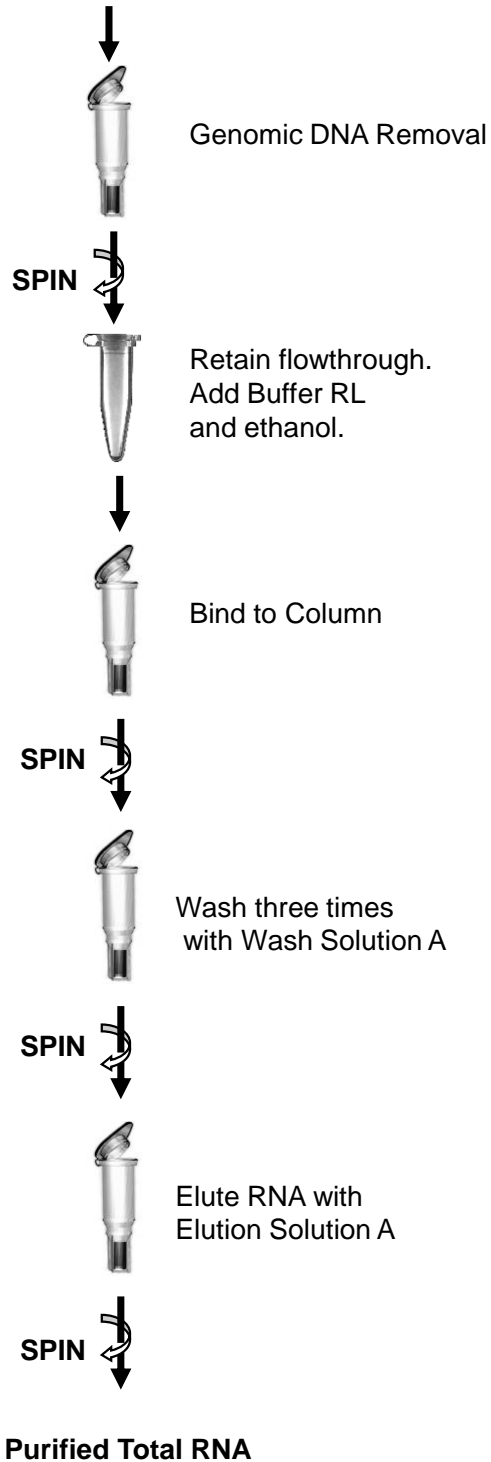 Genomic DNA Removal
SPIN
Retain flowthrough.
Add Buffer RL
and ethanol.
Bind to Column
SPIN
Wash three times
with Wash Solution A
SPIN
Elute RNA with
Elution Solution A
SPIN
Purified Total RNA